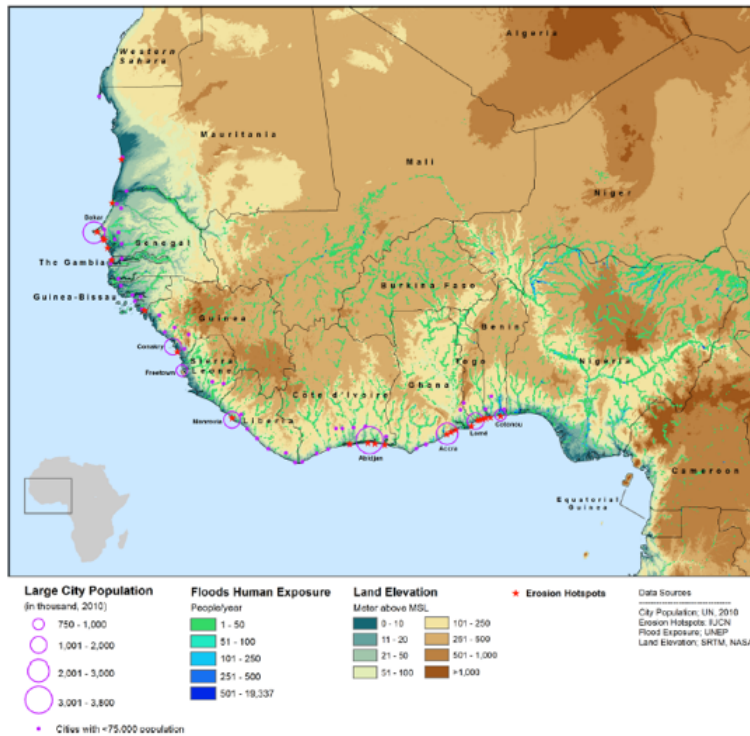 Algeria
Western
Sahara
Mauritania
Mali
Niger
Dakar
Senegal
The Gambia
Guinea-Bissau
Burkina Faso
Guinea
Benin
Conakry
Sierra
Leone
Togo
Nigeria
Freetown
Ghana
Côte d'Ivoire
Monrovia
Liberia
Lomé
Cotonou
Accra
Abidjan
Cameroon
Equatorial
Guinea
Large City Population
(in thousand, 2010)
750 - 1,000
1,001 - 2,000
2,001 - 3,000
3,001 - 3,800
Cities with <75.000 population
Floods Human Exposure
People/year
1 - 50
51 - 100
101 - 250
251 - 500
501 - 19,337
Land Elevation
Meter above MSL
0 - 10
11 - 20
21 - 50
51 - 100
101 - 250
251 - 500
501 - 1,000
>1,000
Erosion Hotspots
Data Sources
City Population; UN, 2010
Erosion Hotspots: IUCN
Flood Exposure; UNEP
Land Elevation; SRTM, NASA